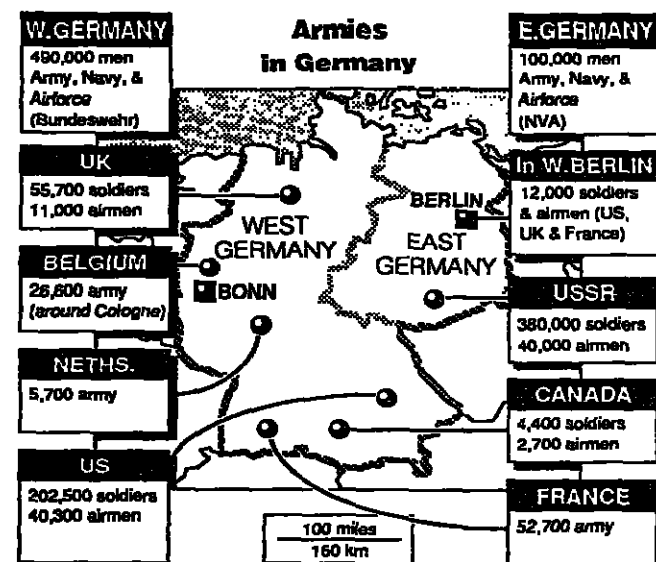 Armies
in Germany
W.GERMANY
490,000 men
Army, Navy, &
Airforce
(Bundeswehr)
UK
55,700 soldiers
11,000 airmen
BELGIUM
26,600 army
(around Cologne)
NETHS.
5,700 army
US
202,500 soldiers
40,300 airmen
WEST
GERMANY
BONN
BERLIN
EAST
GERMANY
100 miles
160 km
E.GERMANY
100,000 men
Army, Navy, &
Airforce
(NVA)
In W.BERLIN
12,000 soldiers
& airmen (US,
UK & France)
USSR
380,000 soldiers
40,000 airmen
CANADA
4,400 soldiers
2,700 airmen
FRANCE
52,700 army